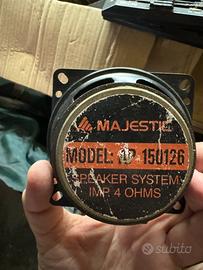 MAJESTIC
MODEL: 150126
SPEAKER SYSTEM
IMP. 4 OHMS
subito